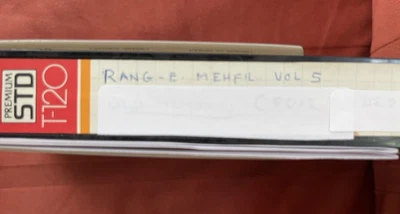 PREMIUM
STD
T-120
RANG-E MEHFIL VOL 5